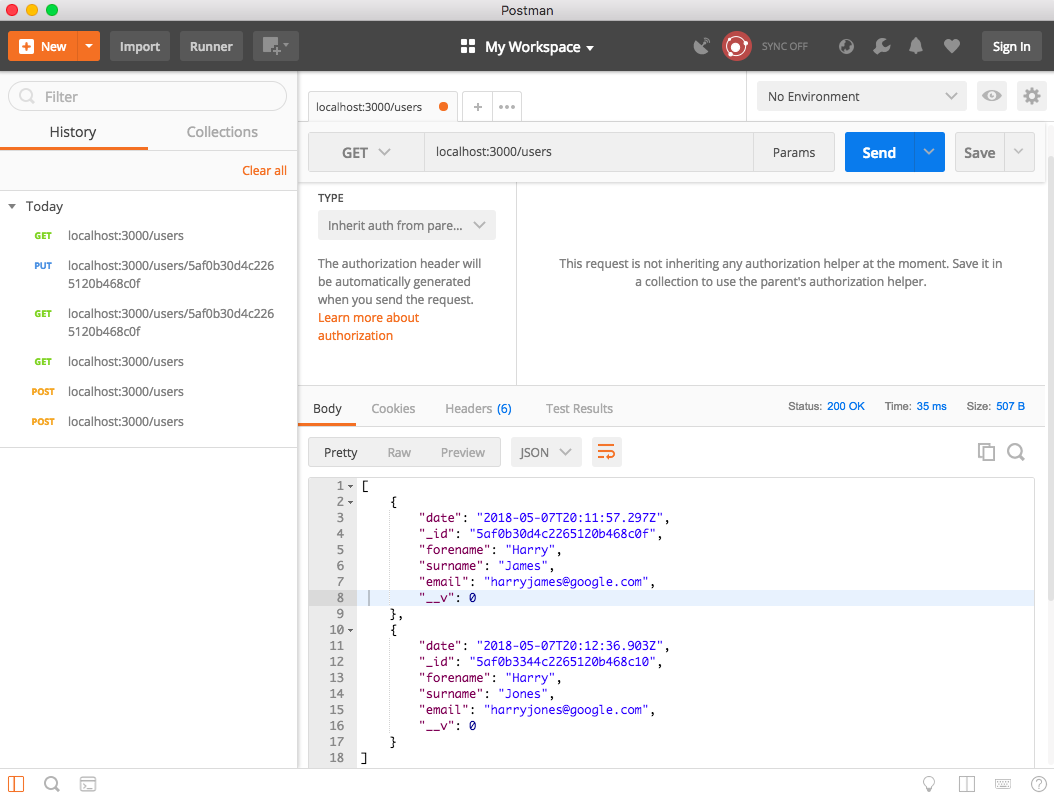 Postman
New
Import
Runner
My Workspace
SYNC OFF
Sign In
Filter
History
Collections
Clear all
Today
GET localhost:3000/users
PUT localhost:3000/users/5af0b30d4c226
5120b468c0f
GET localhost:3000/users/5af0b30d4c226
5120b468c0f
GET localhost:3000/users
POST localhost:3000/users
POST localhost:3000/users
localhost:3000/users
No Environment
GET
localhost:3000/users
Params
Send
Save
TYPE
Inherit auth from pare...
The authorization header will
be automatically generated
when you send the request.
Learn more about
authorization
This request is not inheriting any authorization helper at the moment. Save it in
a collection to use the parent's authorization helper.
Body
Cookies
Headers (6)
Test Results
Status: 200 OK
Time: 35 ms
Size: 507 B
Pretty
Raw
Preview
JSON
1 [
2 {
3 "date": "2018-05-07T20:11:57.297Z",
4 "_id": "5af0b30d4c2265120b468c0f",
5 "forename": "Harry",
6 "surname": "James",
7 "email": "harryjames@google.com",
8 "__v": 0
9 },
10 {
11 "date": "2018-05-07T20:12:36.903Z",
12 "_id": "5af0b3344c2265120b468c10",
13 "forename": "Harry",
14 "surname": "Jones",
15 "email": "harryjones@google.com",
16 "__v": 0
17 }
18 ]